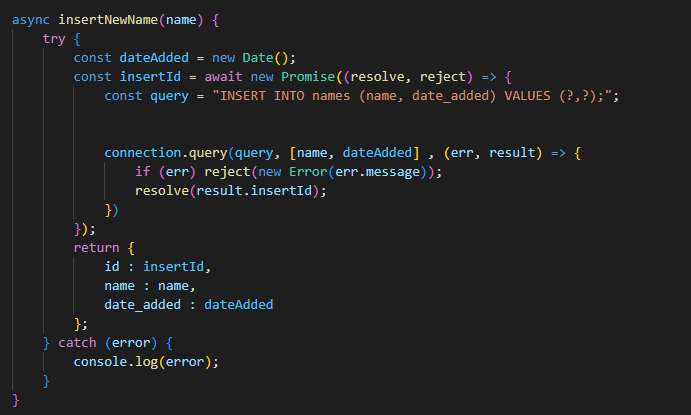 async insertNewName(name) {
    try {
        const dateAdded = new Date();
        const insertId = await new Promise((resolve, reject) => {
            const query = "INSERT INTO names (name, date_added) VALUES (?,?);";
            connection.query(query, [name, dateAdded] , (err, result) => {
                if (err) reject(new Error(err.message));
                resolve(result.insertId);
            })
        });
        return {
            id : insertId,
            name : name,
            date_added : dateAdded
        };
    } catch (error) {
        console.log(error);
    }
}